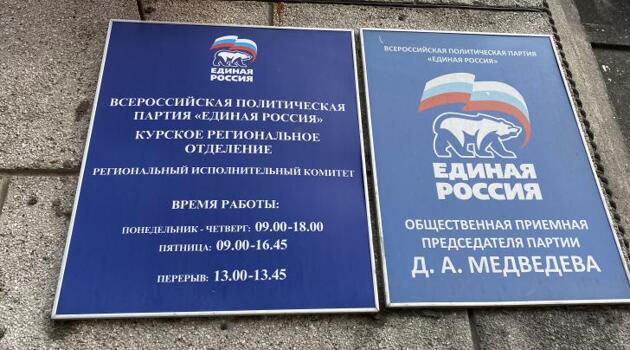 ЕДИНАЯ
РОССИЯ
ВСЕРОССИЙСКАЯ ПОЛИТИЧЕСКАЯ
ПАРТИЯ «ЕДИНАЯ РОССИЯ»
КУРСКОЕ РЕГИОНАЛЬНОЕ
ОТДЕЛЕНИЕ
РЕГИОНАЛЬНЫЙ ИСПОЛНИТЕЛЬНЫЙ КОМИТЕТ
ВРЕМЯ РАБОТЫ:
ПОНЕДЕЛЬНИК - ЧЕТВЕРГ: 09.00-18.00
ПЯТНИЦА: 09.00-16.45
ПЕРЕРЫВ: 13.00-13.45
ВСЕРОССИЙСКАЯ ПОЛИТИЧЕСКАЯ ПАРТИЯ
«ЕДИНАЯ РОССИЯ»
ЕДИНАЯ
РОССИЯ
ОБЩЕСТВЕННАЯ ПРИЕМНАЯ
ПРЕДСЕДАТЕЛЯ ПАРТИИ
Д. А. МЕДВЕДЕВА